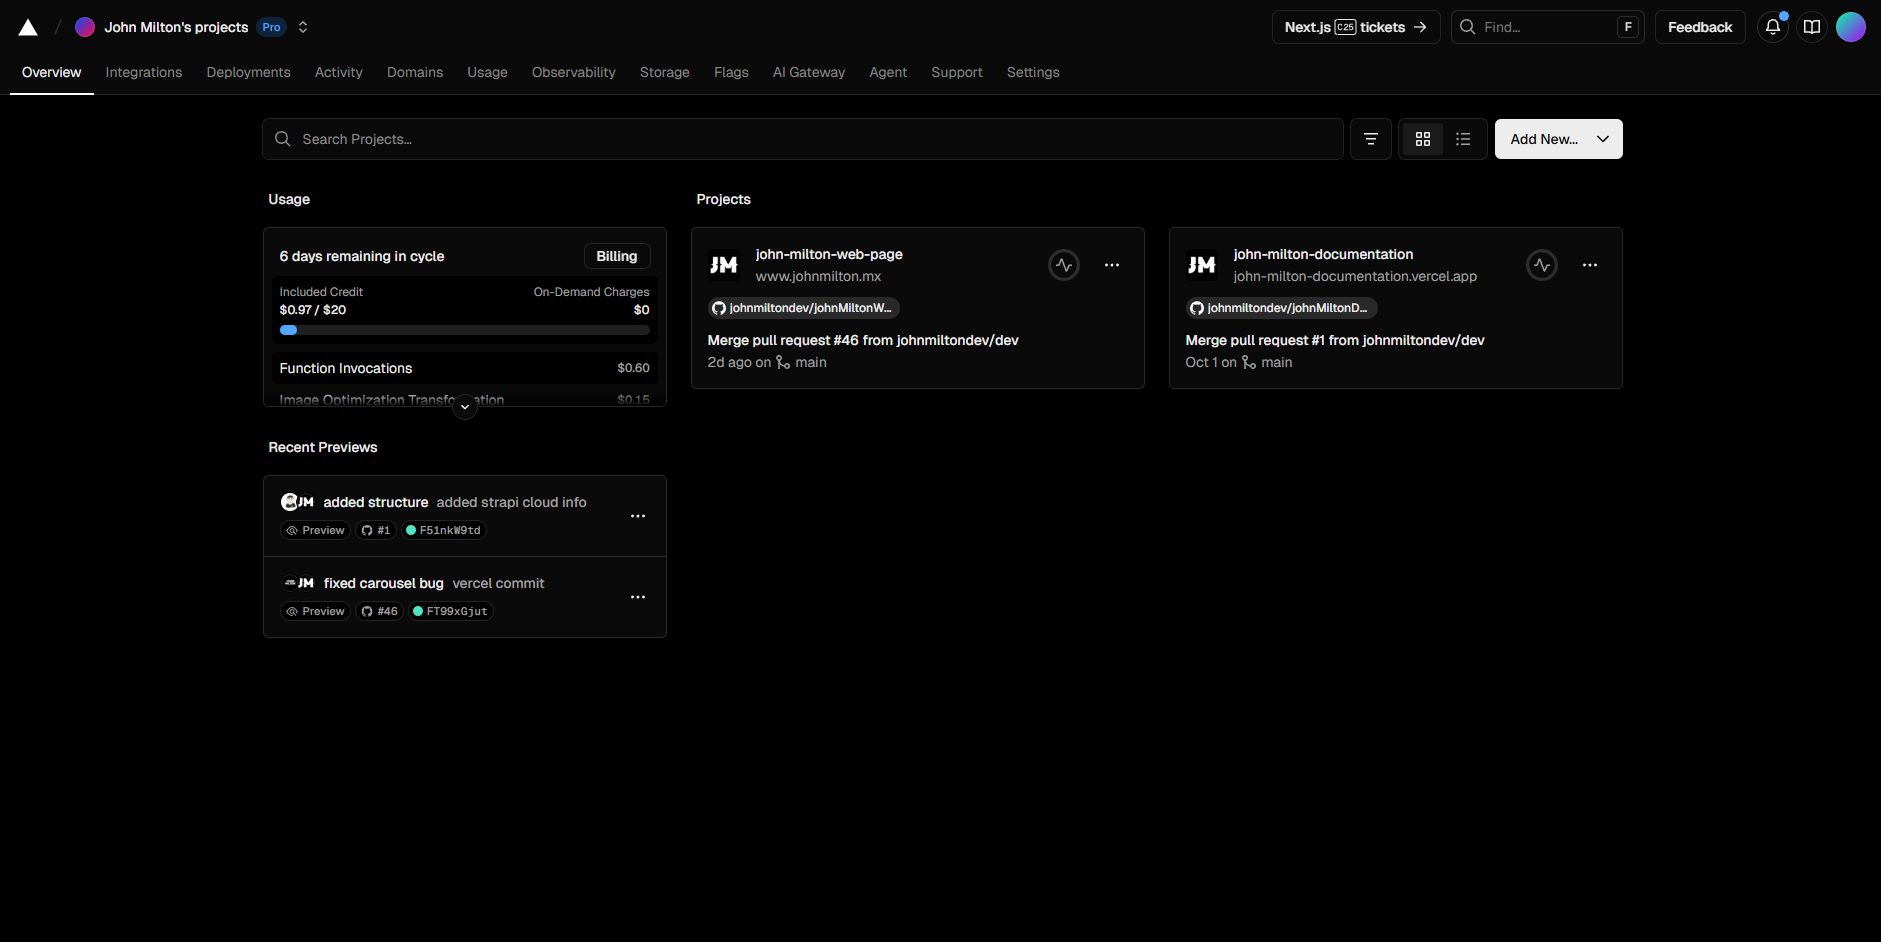 John Milton's projects Pro
Next.js C25 tickets →
Find… F
Feedback
Overview Integrations Deployments Activity Domains Usage Observability Storage Flags AI Gateway Agent Support Settings
Search Projects…
Add New…
Usage
6 days remaining in cycle Billing
Included Credit On-Demand Charges
$0.97 / $20 $0
Function Invocations $0.60
Image Optimization Transformation $0.15
Recent Previews
JM added structure added strapi cloud info
Preview #1 F51nkW9td
JM fixed carousel bug vercel commit
Preview #46 FT99xGjut
Projects
JM john-milton-web-page
www.johnmilton.mx
johnmiltondev/johnMiltonW…
Merge pull request #46 from johnmiltondev/dev
2d ago on main
JM john-milton-documentation
john-milton-documentation.vercel.app
johnmiltondev/johnMiltonD…
Merge pull request #1 from johnmiltondev/dev
Oct 1 on main